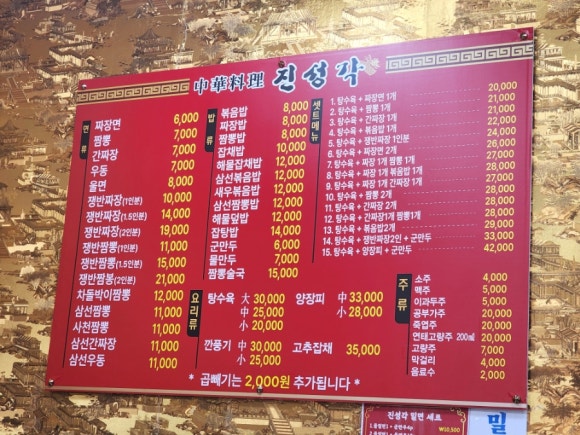 中華料理 진성각
면류
짜장면 6,000
짬뽕 7,000
간짜장 7,000
우동 7,000
울면 8,000
쟁반짜장(1인분) 10,000
쟁반짜장(1.5인분) 14,000
쟁반짜장(2인분) 19,000
쟁반짬뽕(1인분) 11,000
쟁반짬뽕(1.5인분) 15,000
쟁반짬뽕(2인분) 21,000
차돌박이짬뽕 12,000
삼선짬뽕 11,000
사천짬뽕 11,000
삼선간짜장 11,000
삼선우동 11,000
밥류
볶음밥 8,000
짜장밥 8,000
짬뽕밥 8,000
잡채밥 10,000
해물잡채밥 12,000
삼선볶음밥 12,000
새우볶음밥 12,000
삼선짬뽕밥 12,000
해물덮밥 12,000
잡탕밥 14,000
군만두 6,000
물만두 7,000
짬뽕술국 15,000
셋트메뉴
1. 탕수육 + 짜장면 1개 20,000
2. 탕수육 + 짬뽕 1개 21,000
3. 탕수육 + 간짜장 1개
4. 탕수육 + 볶음밥 1개
5. 탕수육 + 쟁반짜장 1인분
6. 탕수육 + 짜장면 2개
7. 탕수육 + 짜장 1개 짬뽕 1개
8. 탕수육 + 짜장 1개 볶음밥 1개
9. 탕수육 + 짜장 1개 간짜장 1개
10. 탕수육 + 짬뽕 2개
11. 탕수육 + 간짜장 2개 28,000
12. 탕수육 + 간짜장1개 짬뽕1개 28,000
13. 탕수육 + 볶음밥2개 29,000
14. 탕수육 + 쟁반짜장2인 + 군만두 33,000
15. 탕수육 + 양장피 + 군만두 42,000
요리류
탕수육 大 30,000 양장피 中 33,000
中 25,000 小 28,000
小 20,000
깐풍기 中 30,000 고추잡채 35,000
小 25,000
주류
소주 4,000
맥주 4,000
이과두주 5,000
공부가주
죽엽주
연태고량주 200㎖
고량주 7,000
막걸리 4,000
음료수 2,000
* 곱빼기는 2,000원 추가됩니다 *
진성각 밀면 세트
₩10,500
밀